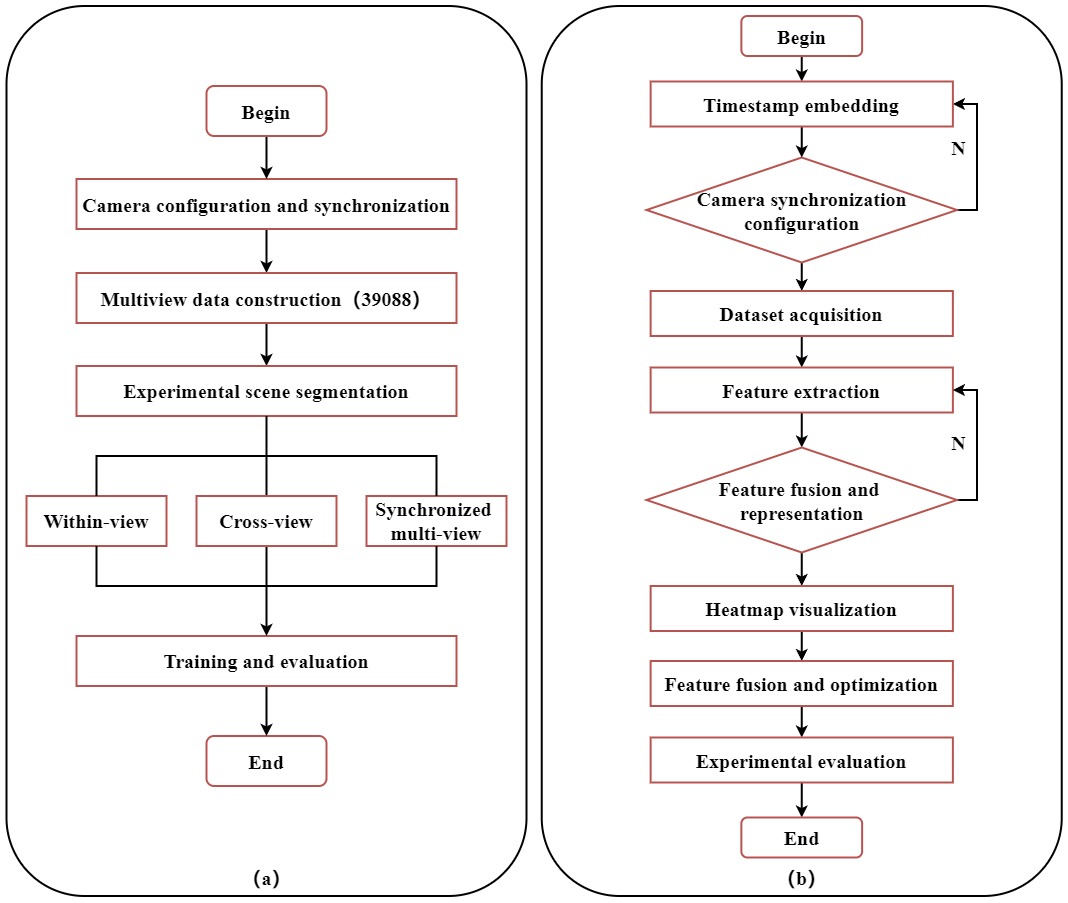 Begin
Camera configuration and synchronization
Multiview data construction（39088）
Experimental scene segmentation
Within-view
Cross-view
Synchronized
multi-view
Training and evaluation
End
（a）
Begin
Timestamp embedding
N
Camera synchronization
configuration
Dataset acquisition
Feature extraction
N
Feature fusion and
representation
Heatmap visualization
Feature fusion and optimization
Experimental evaluation
End
（b）